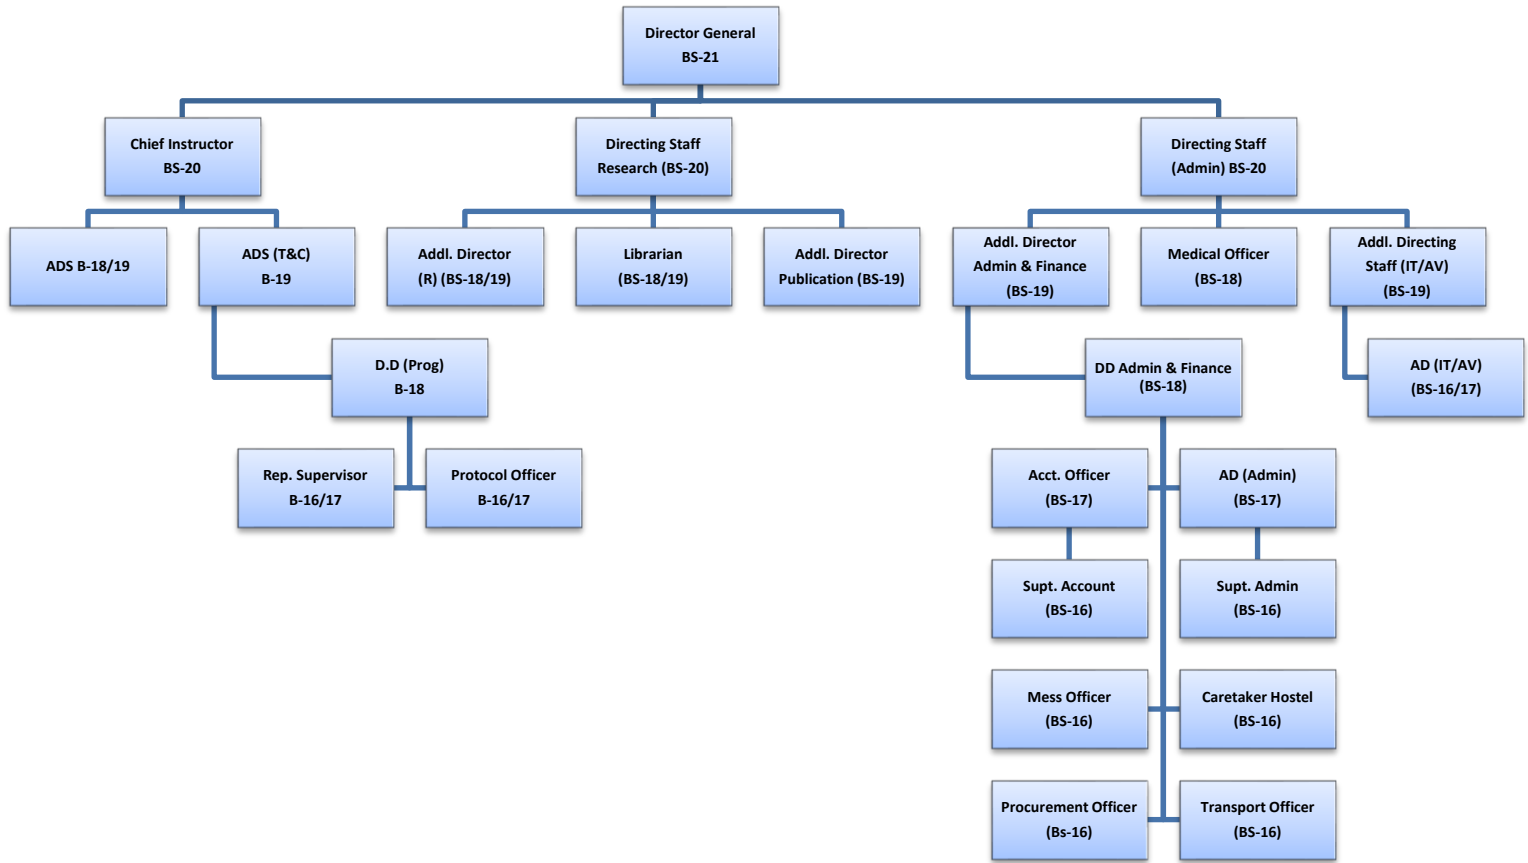 Director General
BS-21
Chief Instructor
BS-20
Directing Staff
Research (BS-20)
Directing Staff
(Admin) BS-20
ADS B-18/19
ADS (T&C)
B-19
Addl. Director
(R) (BS-18/19)
Librarian
(BS-18/19)
Addl. Director
Publication (BS-19)
Addl. Director
Admin & Finance
(BS-19)
Medical Officer
(BS-18)
Addl. Directing
Staff (IT/AV)
(BS-19)
D.D (Prog)
B-18
DD Admin & Finance
(BS-18)
AD (IT/AV)
(BS-16/17)
Rep. Supervisor
B-16/17
Protocol Officer
B-16/17
Acct. Officer
(BS-17)
AD (Admin)
(BS-17)
Supt. Account
(BS-16)
Supt. Admin
(BS-16)
Mess Officer
(BS-16)
Caretaker Hostel
(BS-16)
Procurement Officer
(Bs-16)
Transport Officer
(BS-16)